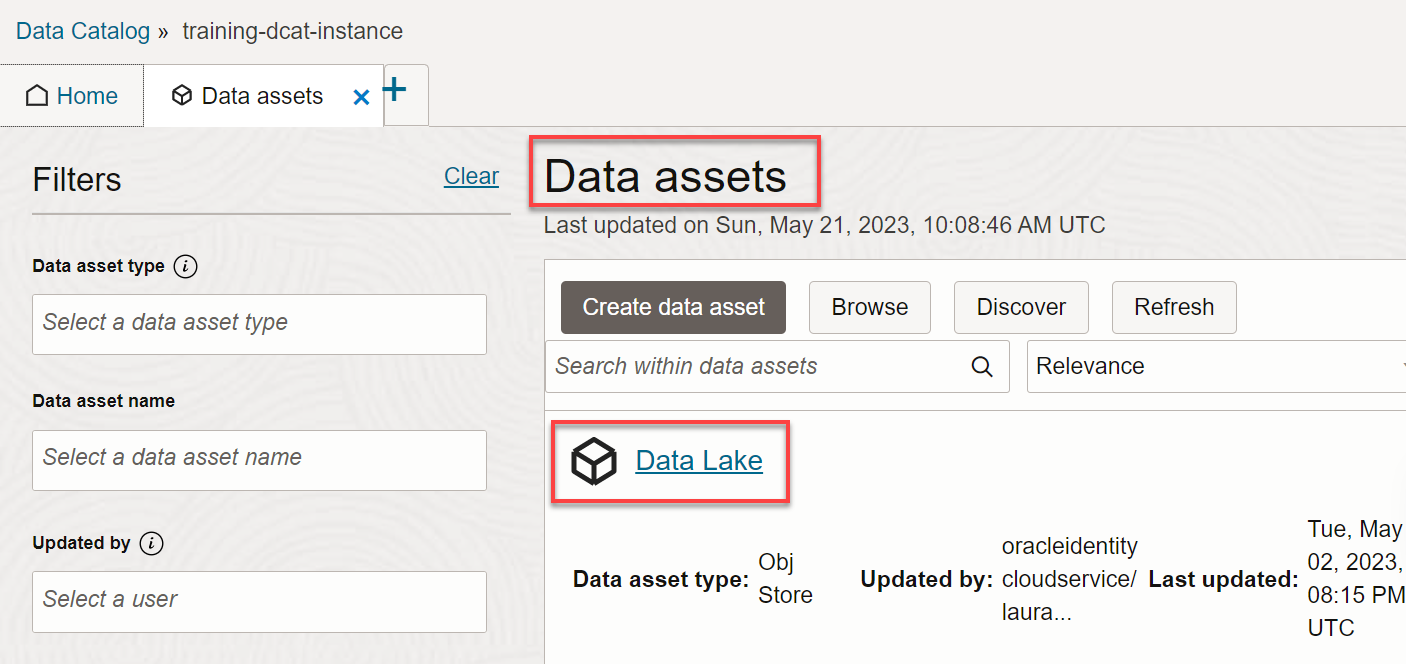 Data Catalog » training-dcat-instance
Home
Data assets
Filters
Clear
Data asset type
Select a data asset type
Data asset name
Select a data asset name
Updated by
Select a user
Data assets
Last updated on Sun, May 21, 2023, 10:08:46 AM UTC
Create data asset
Browse
Discover
Refresh
Search within data assets
Relevance
Data Lake
Data asset type:
Obj
Store
Updated by:
oracleidentity
cloudservice/
laura...
Last updated:
Tue, May
02, 2023,
08:15 PM
UTC